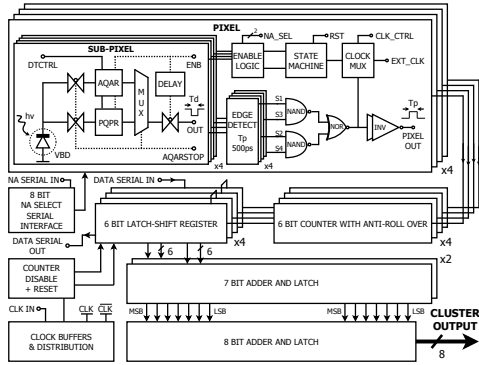 PIXEL
2
NA_SEL
RST
CLK_CTRL
SUB-PIXEL
DTCTRL
ENB
ENABLE
LOGIC
STATE
MACHINE
CLOCK
MUX
EXT_CLK
AQAR
MUX
DELAY
Td
OUT
PQPR
hv
VBD
AQARSTOP
x4
EDGE
DETECT
Tp
500ps
x4
S1
S3
S2
S4
NAND
NAND
NOR
INV
Tp
PIXEL
OUT
x4
NA SERIAL IN
DATA SERIAL IN
8 BIT
NA SELECT
SERIAL
INTERFACE
6 BIT LATCH-SHIFT REGISTER
x4
6 BIT COUNTER WITH ANTI-ROLL OVER
x4
DATA SERIAL
OUT
6
6
x2
COUNTER
DISABLE
+ RESET
7 BIT ADDER AND LATCH
CLK IN
CLK
CLK
MSB
LSB
MSB
LSB
CLOCK BUFFERS
& DISTRIBUTION
8 BIT ADDER AND LATCH
CLUSTER
OUTPUT
8